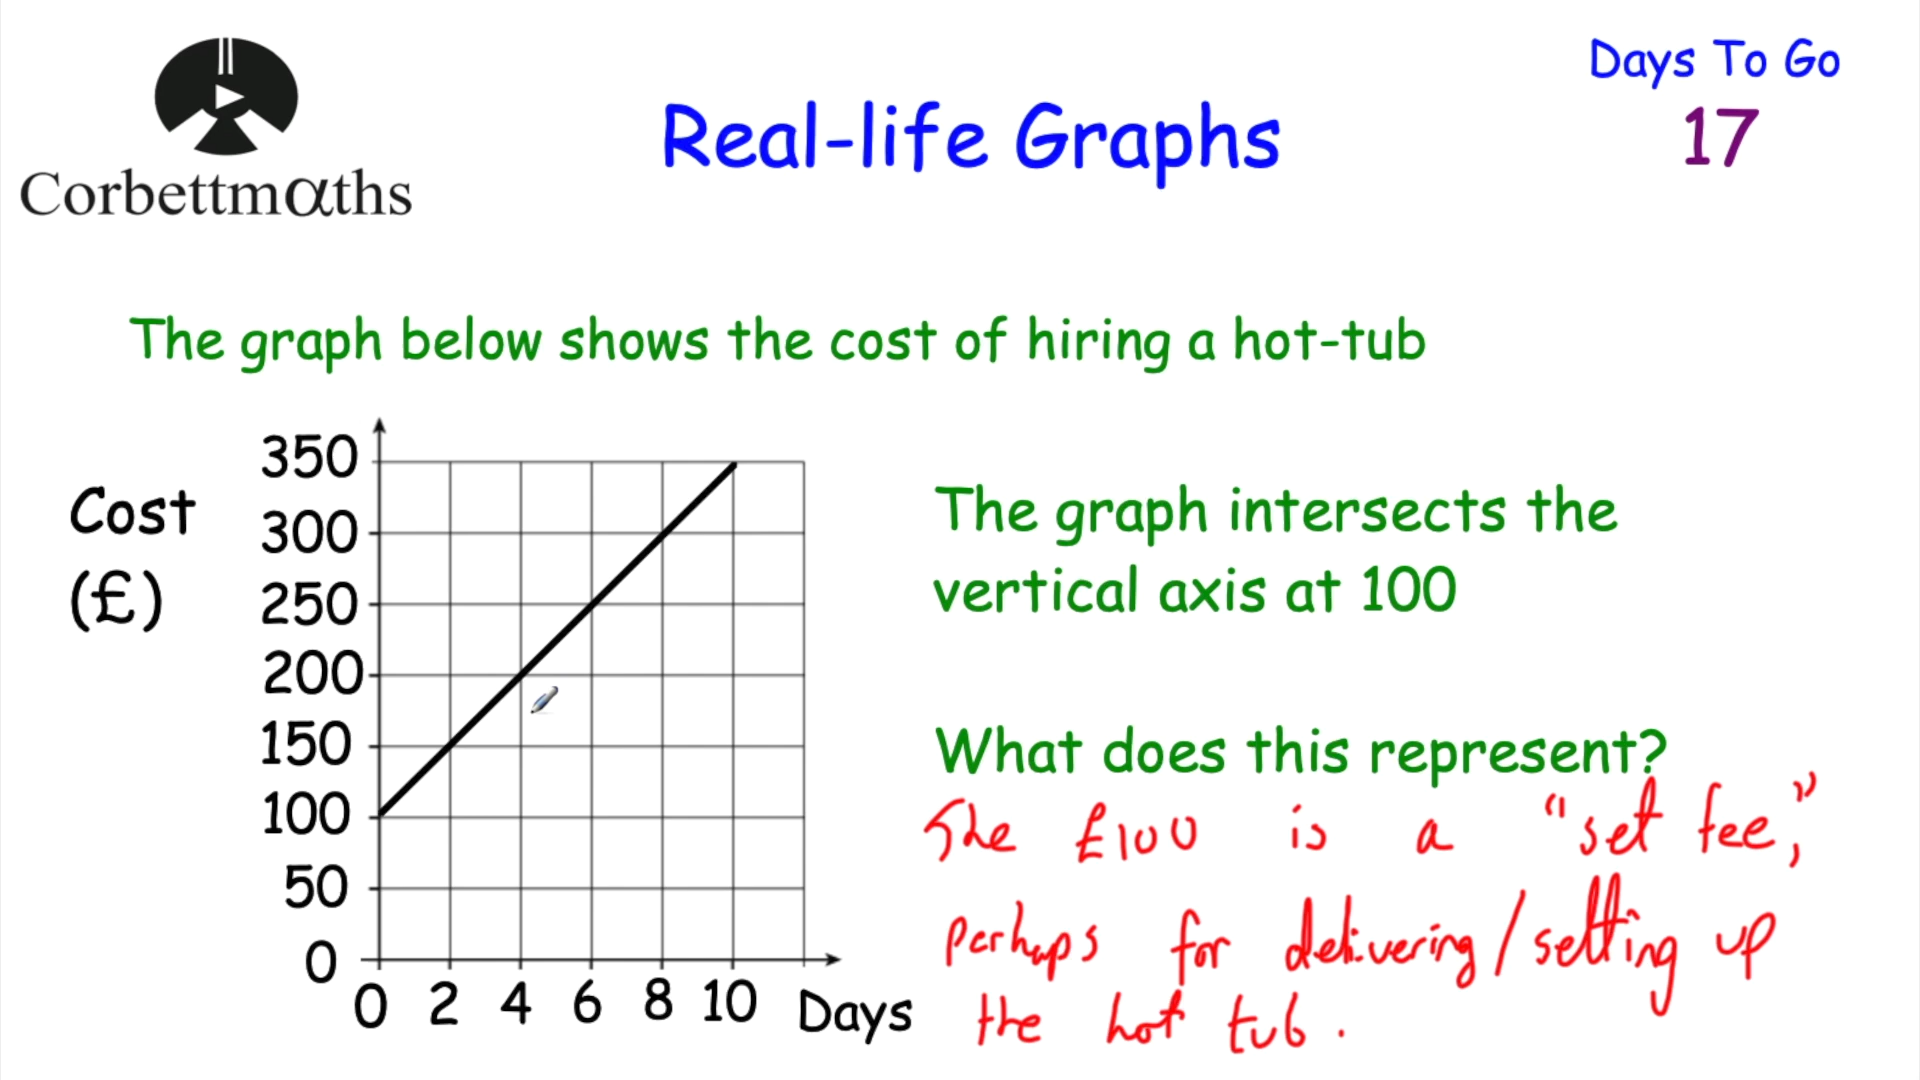 Days To Go
17
Real-life Graphs
Corbettmαths
The graph below shows the cost of hiring a hot-tub
Cost
(£)
350
300
250
200
150
100
50
0
0 2 4 6 8 10 Days
The graph intersects the
vertical axis at 100
What does this represent?
The £100 is a "set fee,"
perhaps for delivering/setting up
the hot tub.